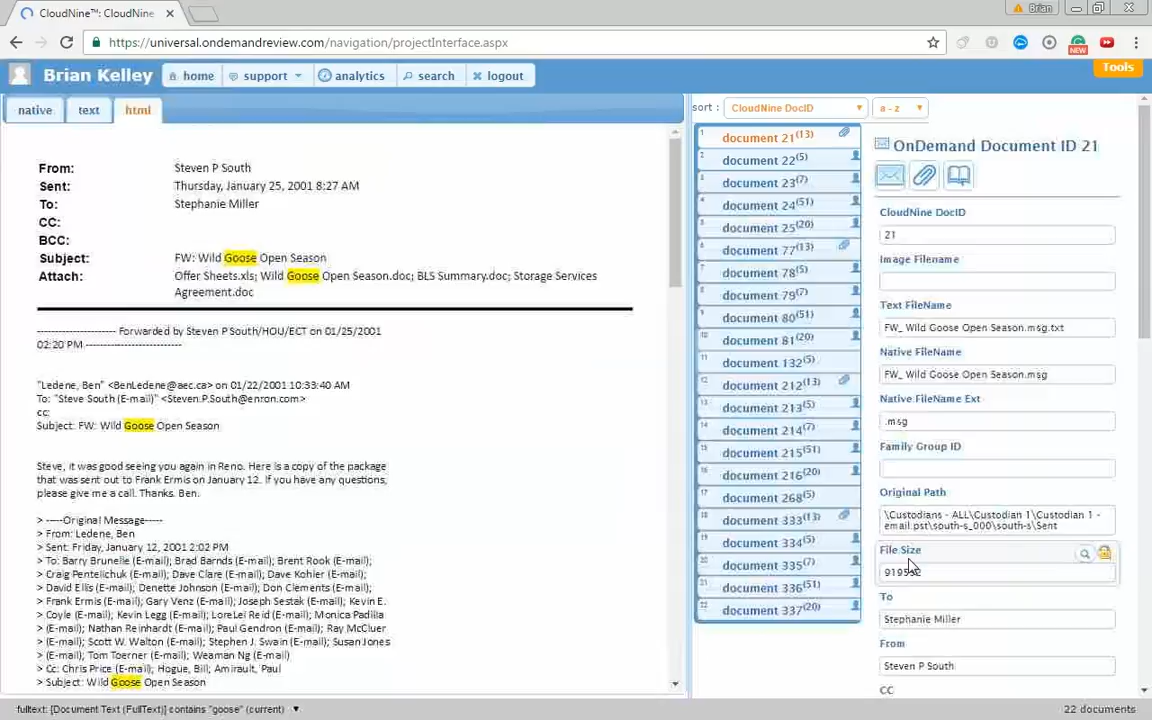 CloudNine™: CloudNine
Brian
https://universal.ondemandreview.com/navigation/projectInterface.aspx
NEW
Brian Kelley
home
support
analytics
search
logout
Tools
native
text
html
From:
Steven P South
Sent:
Thursday, January 25, 2001 8:27 AM
To:
Stephanie Miller
CC:
BCC:
Subject:
FW: Wild Goose Open Season
Attach:
Offer Sheets.xls; Wild Goose Open Season.doc; BLS Summary.doc; Storage Services
Agreement.doc
---------------------- Forwarded by Steven P South/HOU/ECT on 01/25/2001
02:20 PM ---------------------------
"Ledene, Ben" <BenLedene@aec.ca> on 01/22/2001 10:33:40 AM
To: "Steve South (E-mail)" <Steven.P.South@enron.com>
cc:
Subject: FW: Wild Goose Open Season
Steve, it was good seeing you again in Reno. Here is a copy of the package
that was sent out to Frank Ermis on January 12. If you have any questions,
please give me a call. Thanks. Ben.
> -----Original Message-----
> From: Ledene, Ben
> Sent: Friday, January 12, 2001 2:02 PM
> To: Barry Brunelle (E-mail); Brad Barnds (E-mail); Brent Rook (E-mail);
> Craig Pentelichuk (E-mail); Dave Clare (E-mail); Dave Kohler (E-mail);
> David Ellis (E-mail); Denette Johnson (E-mail); Don Clements (E-mail);
> Frank Ermis (E-mail); Gary Venz (E-mail); Joseph Sestak (E-mail); Kevin E.
> Coyle (E-mail); Kevin Legg (E-mail); LoreLei Reid (E-mail); Monica Padilla
> (E-mail); Nathan Reinhardt (E-mail); Paul Gendron (E-mail); Ray McCluer
> (E-mail); Scott W. Walton (E-mail); Stephen J. Swain (E-mail); Susan Jones
> (E-mail); Tom Toerner (E-mail); Weaman Ng (E-mail)
> Cc: Chris Price (E-mail); Hogue, Bill; Amirault, 'Paul
> Subject: Wild Goose Open Season
sort :
CloudNine DocID
a - z
1 document 21(13)
2 document 22(5)
3 document 23(7)
4 document 24(51)
5 document 25(20)
6 document 77(13)
7 document 78(5)
8 document 79(7)
9 document 80(51)
10 document 81(20)
11 document 132(5)
12 document 212(13)
13 document 213(5)
14 document 214(7)
15 document 215(51)
16 document 216(20)
17 document 268(5)
18 document 333(13)
19 document 334(5)
20 document 335(7)
21 document 336(51)
22 document 337(20)
OnDemand Document ID 21
CloudNine DocID
21
Image Filename
Text FileName
FW_ Wild Goose Open Season.msg.txt
Native FileName
FW_ Wild Goose Open Season.msg
Native FileName Ext
.msg
Family Group ID
Original Path
\Custodians - ALL\Custodian 1\Custodian 1 -
email.pst\south-s_000\south-s\Sent
File Size
To
Stephanie Miller
From
Steven P South
CC
fulltext: [Document Text (FullText)] contains "goose" (current)
22 documents